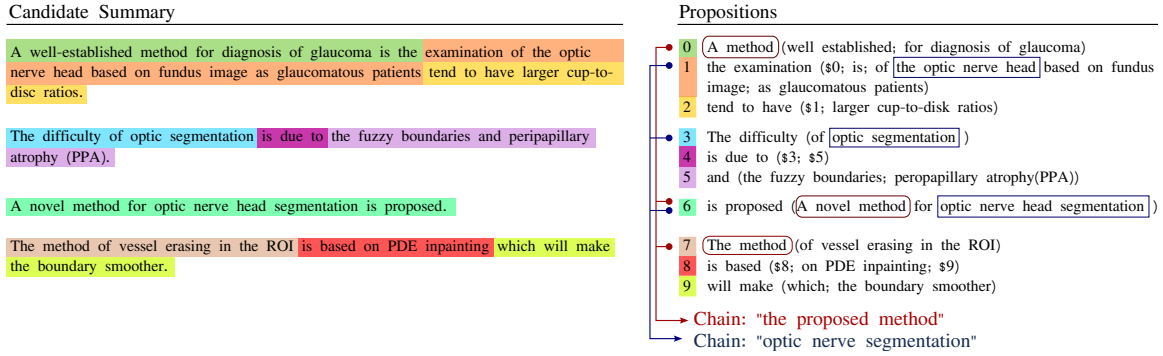 Candidate Summary
A well-established method for diagnosis of glaucoma is the examination of the optic
nerve head based on fundus image as glaucomatous patients tend to have larger cup-to-
disc ratios.
The difficulty of optic segmentation is due to the fuzzy boundaries and peripapillary
atrophy (PPA).
A novel method for optic nerve head segmentation is proposed.
The method of vessel erasing in the ROI is based on PDE inpainting which will make
the boundary smoother.
Propositions
0 A method (well established; for diagnosis of glaucoma)
1 the examination ($0; is; of the optic nerve head based on fundus
image; as glaucomatous patients)
2 tend to have ($1; larger cup-to-disk ratios)
3 The difficulty (of optic segmentation )
4 is due to ($3; $5)
5 and (the fuzzy boundaries; peropapillary atrophy(PPA))
6 is proposed (A novel method for optic nerve head segmentation )
7 The method (of vessel erasing in the ROI)
8 is based ($8; on PDE inpainting; $9)
9 will make (which; the boundary smoother)
Chain: "the proposed method"
Chain: "optic nerve segmentation"